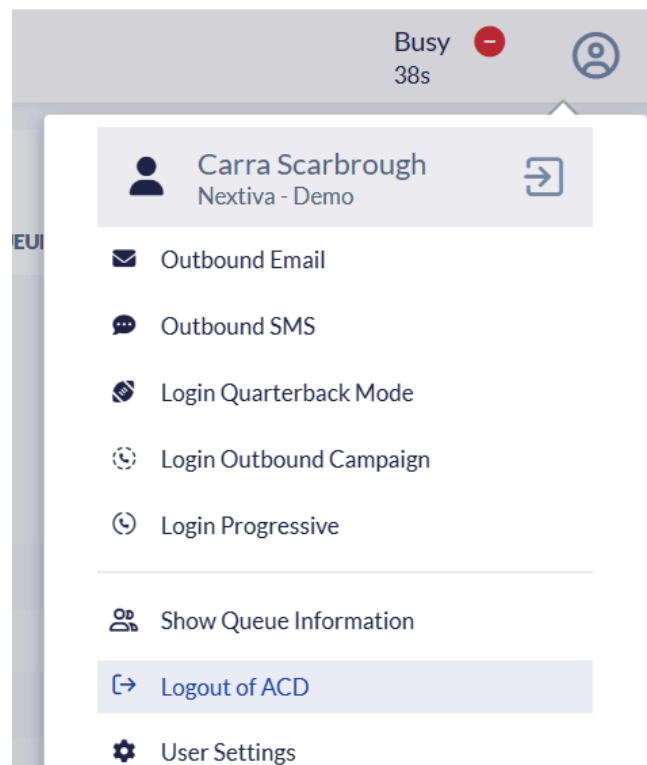 Busy
38s
Carra Scarbrough
Nextiva - Demo
EUI
Outbound Email
Outbound SMS
Login Quarterback Mode
Login Outbound Campaign
Login Progressive
Show Queue Information
Logout of ACD
User Settings